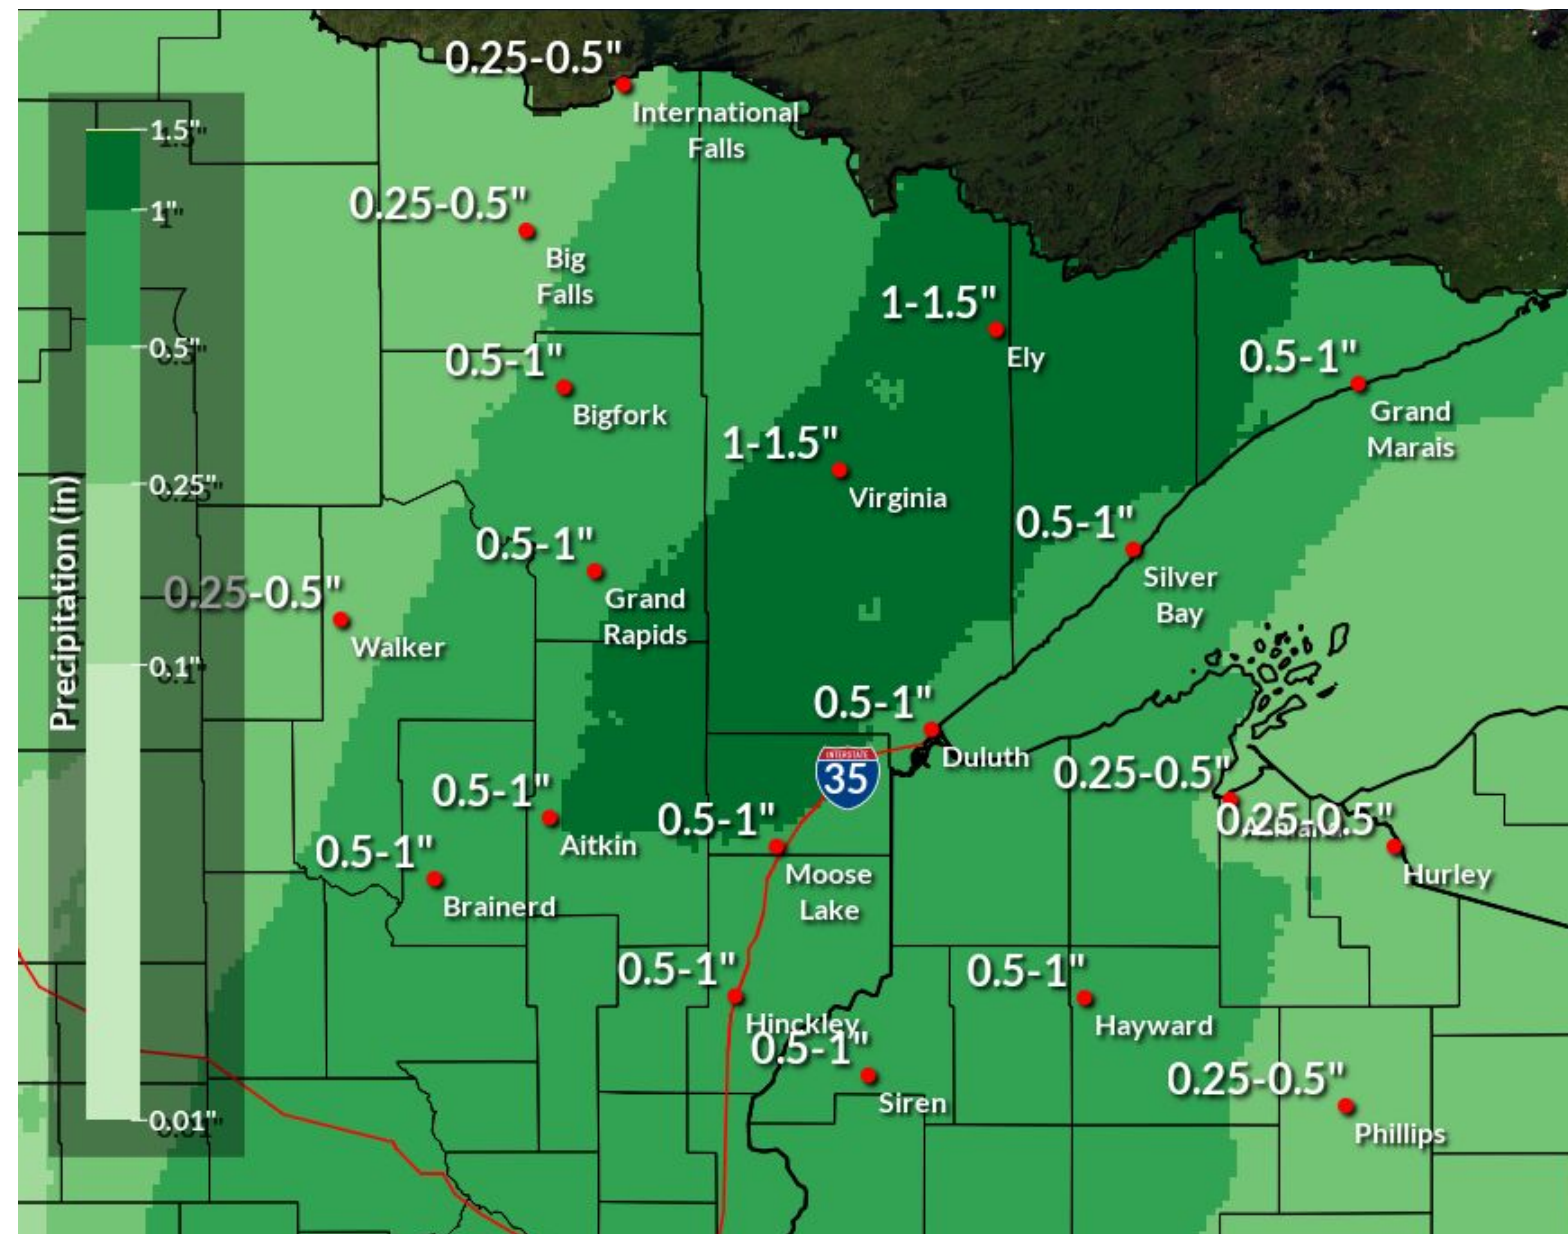 0.25-0.5"
International
Falls
1.5"
1"
0.5"
0.25"
0.1"
0.01"
Precipitation (in)
0.25-0.5"
Big
Falls
1-1.5"
Ely
0.5-1"
Bigfork
0.5-1"
Grand
Marais
1-1.5"
Virginia
0.5-1"
Silver
Bay
0.5-1"
Grand
Rapids
0.25-0.5"
Walker
0.5-1"
Duluth
INTERSTATE
35
0.25-0.5"
Ashland
0.25-0.5"
Hurley
0.5-1"
Aitkin
0.5-1"
Moose
Lake
0.5-1"
Brainerd
0.5-1"
Hinckley
0.5-1"
Hayward
0.5-1"
Siren
0.25-0.5"
Phillips